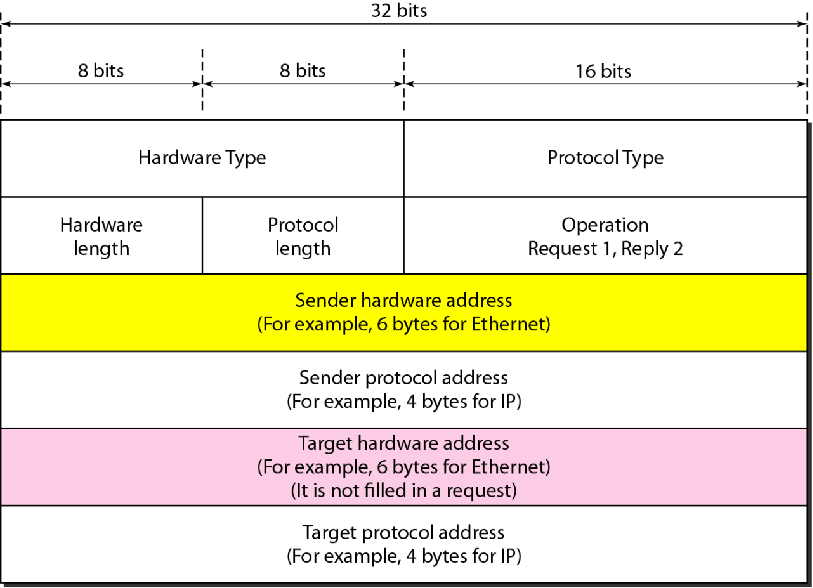 32 bits
8 bits
8 bits
16 bits
Hardware Type
Protocol Type
Hardware
length
Protocol
length
Operation
Request 1, Reply 2
Sender hardware address
(For example, 6 bytes for Ethernet)
Sender protocol address
(For example, 4 bytes for IP)
Target hardware address
(For example, 6 bytes for Ethernet)
(It is not filled in a request)
Target protocol address
(For example, 4 bytes for IP)